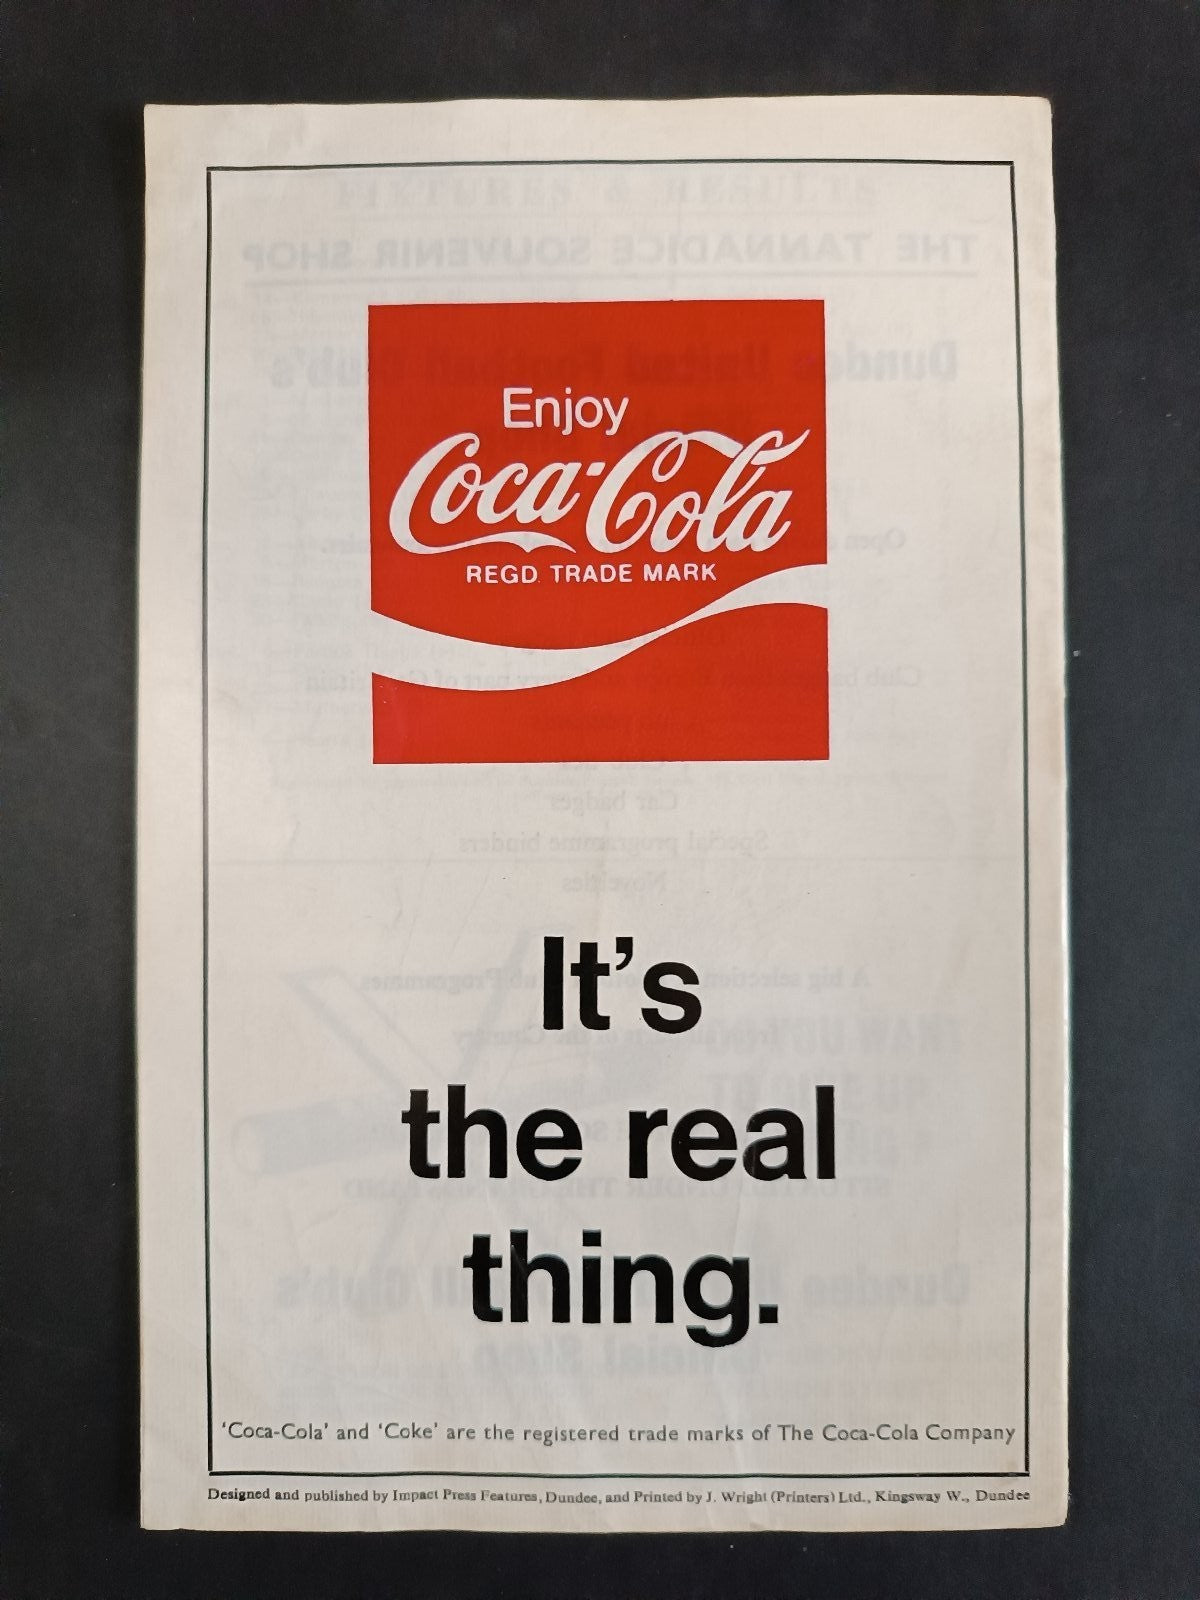 Enjoy
Coca-Cola
REGD. TRADE MARK
It's
the real
thing.
'Coca-Cola' and 'Coke' are the registered trade marks of The Coca-Cola Company
Designed and published by Impact Press Features, Dundee, and Printed by J. Wright (Printers) Ltd., Kingsway W., Dundee